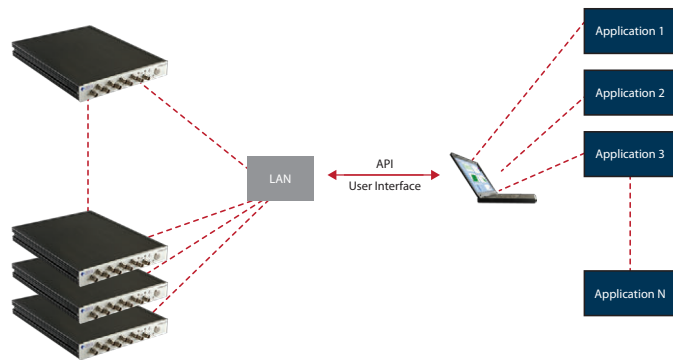 Application 1
Application 2
Application 3
API
LAN
User Interface
Application N